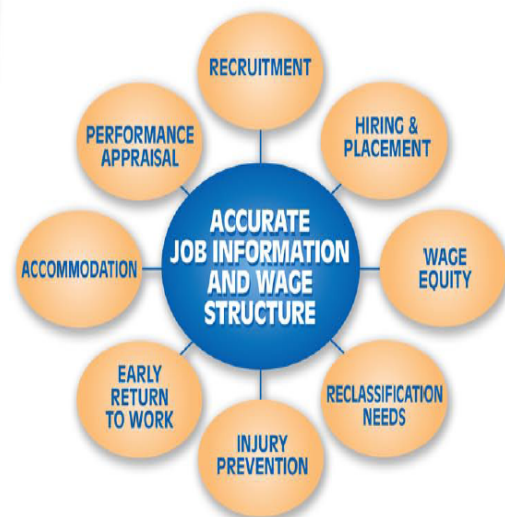 RECRUITMENT
HIRING &
PLACEMENT
WAGE
EQUITY
RECLASSIFICATION
NEEDS
INJURY
PREVENTION
EARLY
RETURN
TO WORK
ACCOMMODATION
PERFORMANCE
APPRAISAL
ACCURATE
JOB INFORMATION
AND WAGE
STRUCTURE